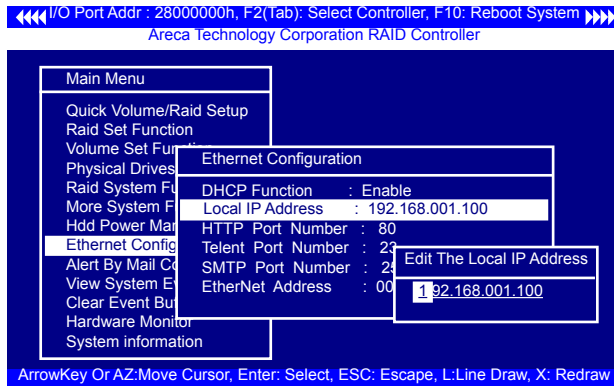 I/O Port Addr : 28000000h, F2(Tab): Select Controller, F10: Reboot System
Areca Technology Corporation RAID Controller
Main Menu
Quick Volume/Raid Setup
Raid Set Function
Volume Set Function
Physical Drives
Raid System Fu
More System F
Hdd Power Man
Ethernet Config
Alert By Mail Co
View System Ev
Clear Event Buf
Hardware Monitor
System information
Ethernet Configuration
DHCP Function : Enable
Local IP Address : 192.168.001.100
HTTP Port Number : 80
Telent Port Number : 23
SMTP Port Number : 25
EtherNet Address : 00
Edit The Local IP Address
192.168.001.100
ArrowKey Or AZ:Move Cursor, Enter: Select, ESC: Escape, L:Line Draw, X: Redraw